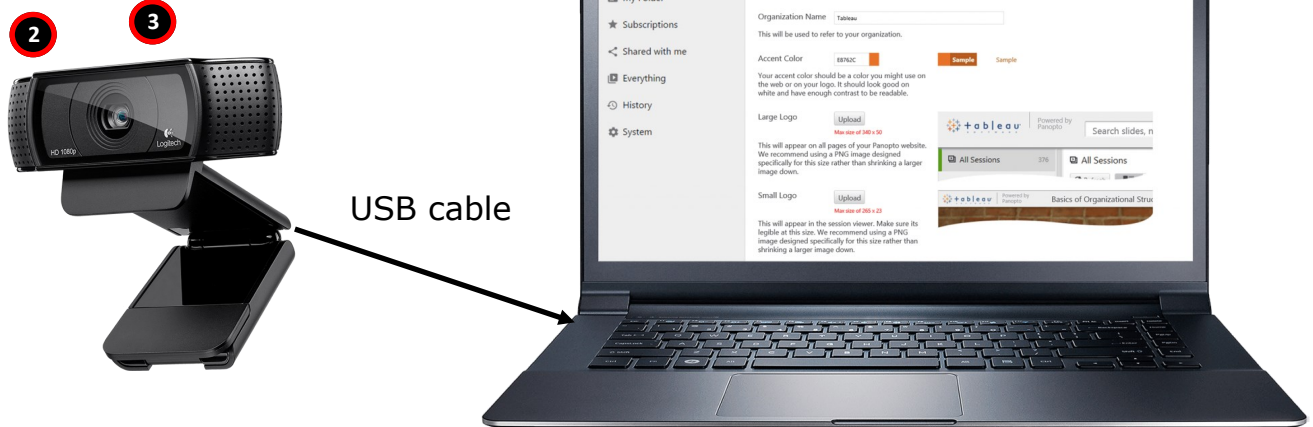 2
3
HD 1080p
Logitech
USB cable
Subscriptions
Shared with me
Everything
History
System
Organization Name
Tableau
This will be used to refer to your organization.
Accent Color
E8762C
Sample
Sample
Your accent color should be a color you might use on
the web or on your logo. It should look good on
white and have enough contrast to be readable.
Large Logo
Upload
Max size of 340 x 50
This will appear on all pages of your Panopto website.
We recommend using a PNG image designed
specifically for this size rather than shrinking a larger
image down.
Small Logo
Upload
Max size of 265 x 23
This will appear in the session viewer. Make sure its
legible at this size. We recommend using a PNG
image designed specifically for this size rather than
shrinking a larger image down.
+ableau
Powered by
Panopto
Search slides, n
All Sessions
376
All Sessions
+ableau
Powered by
Panopto
Basics of Organizational Struc